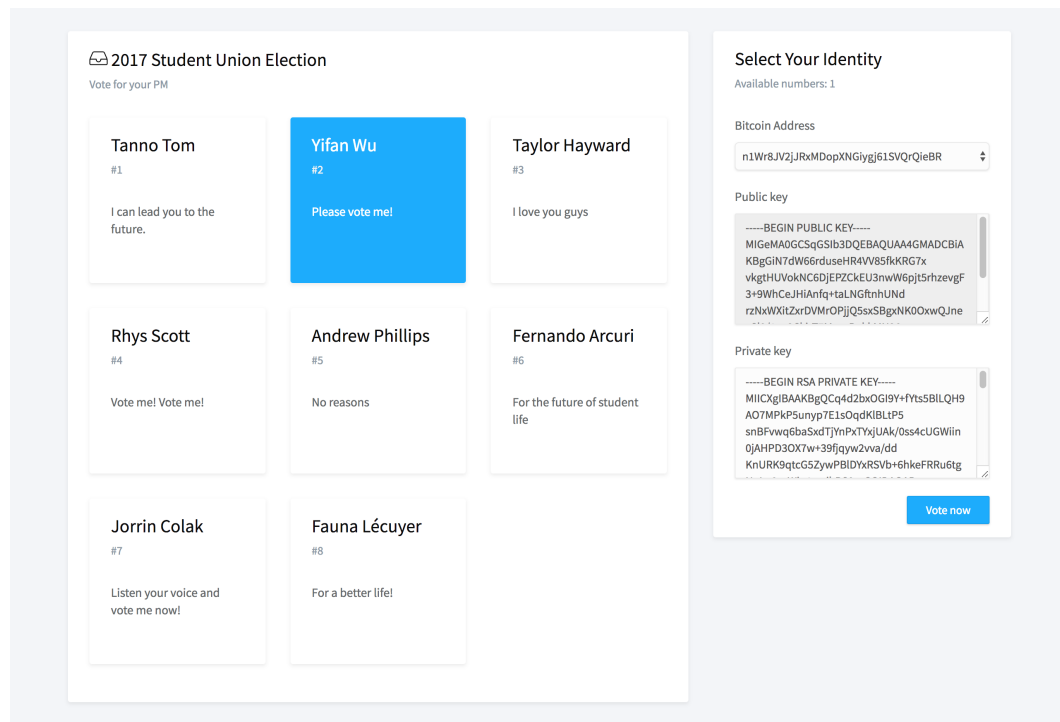 2017 Student Union Election
Vote for your PM
Tanno Tom
#1
I can lead you to the
future.
Yifan Wu
#2
Please vote me!
Taylor Hayward
#3
I love you guys
Rhys Scott
#4
Vote me! Vote me!
Andrew Phillips
#5
No reasons
Fernando Arcuri
#6
For the future of student
life
Jorrin Colak
#7
Listen your voice and
vote me now!
Fauna Lécuyer
#8
For a better life!
Select Your Identity
Available numbers: 1
Bitcoin Address
n1Wr8JV2jJRxMDopXNGiygj61SVQrQieBR
Public key
-----BEGIN PUBLIC KEY-----
MIGeMA0GCSqGSIb3DQEBAQUAA4GMADCBiA
KBgGiN7dW66rduseHR4VV85fkKRG7x
vkgtHUVokNC6DjEPZCkEU3nwW6pjt5rhzevgF
3+9WhCeJHiAnfq+taLNGftnhUNd
rzNxWXitZxrDVMrOPjjQ5sxSBgxNK0OxwQJne
Private key
-----BEGIN RSA PRIVATE KEY-----
MIICXgIBAAKBgQCq4d2bxOGI9Y+fYts5BlLQH9
AO7MPkP5unyp7E1sOqdKlBLtP5
snBFvwq6baSxdTjYnPxTYxjUAk/0ss4cUGWiin
0jAHPD3OX7w+39fjqyw2vva/dd
KnURK9qtcG5ZywPBlDYxRSVb+6hkeFRRu6tg
Vote now